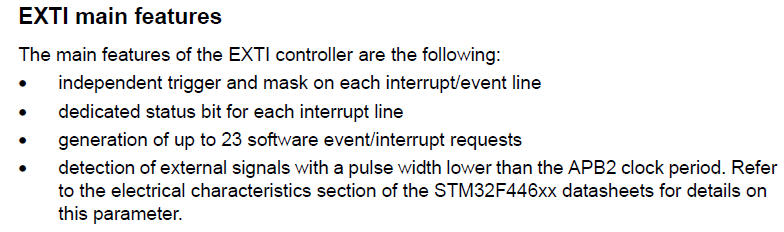 EXTI main features
The main features of the EXTI controller are the following:
• independent trigger and mask on each interrupt/event line
• dedicated status bit for each interrupt line
• generation of up to 23 software event/interrupt requests
• detection of external signals with a pulse width lower than the APB2 clock period. Refer
to the electrical characteristics section of the STM32F446xx datasheets for details on
this parameter.